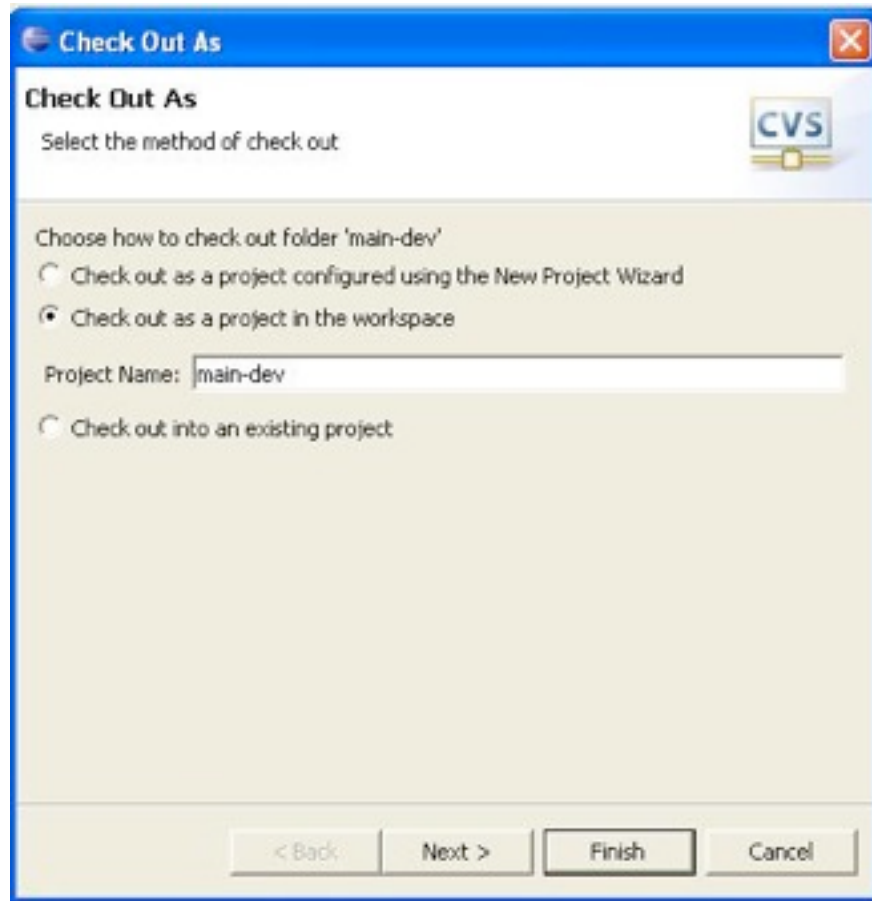 Check Out As
Check Out As
Select the method of check out
CVS
Choose how to check out folder 'main-dev'
Check out as a project configured using the New Project Wizard
Check out as a project in the workspace
Project Name: main-dev
Check out into an existing project
< Back Next > Finish Cancel